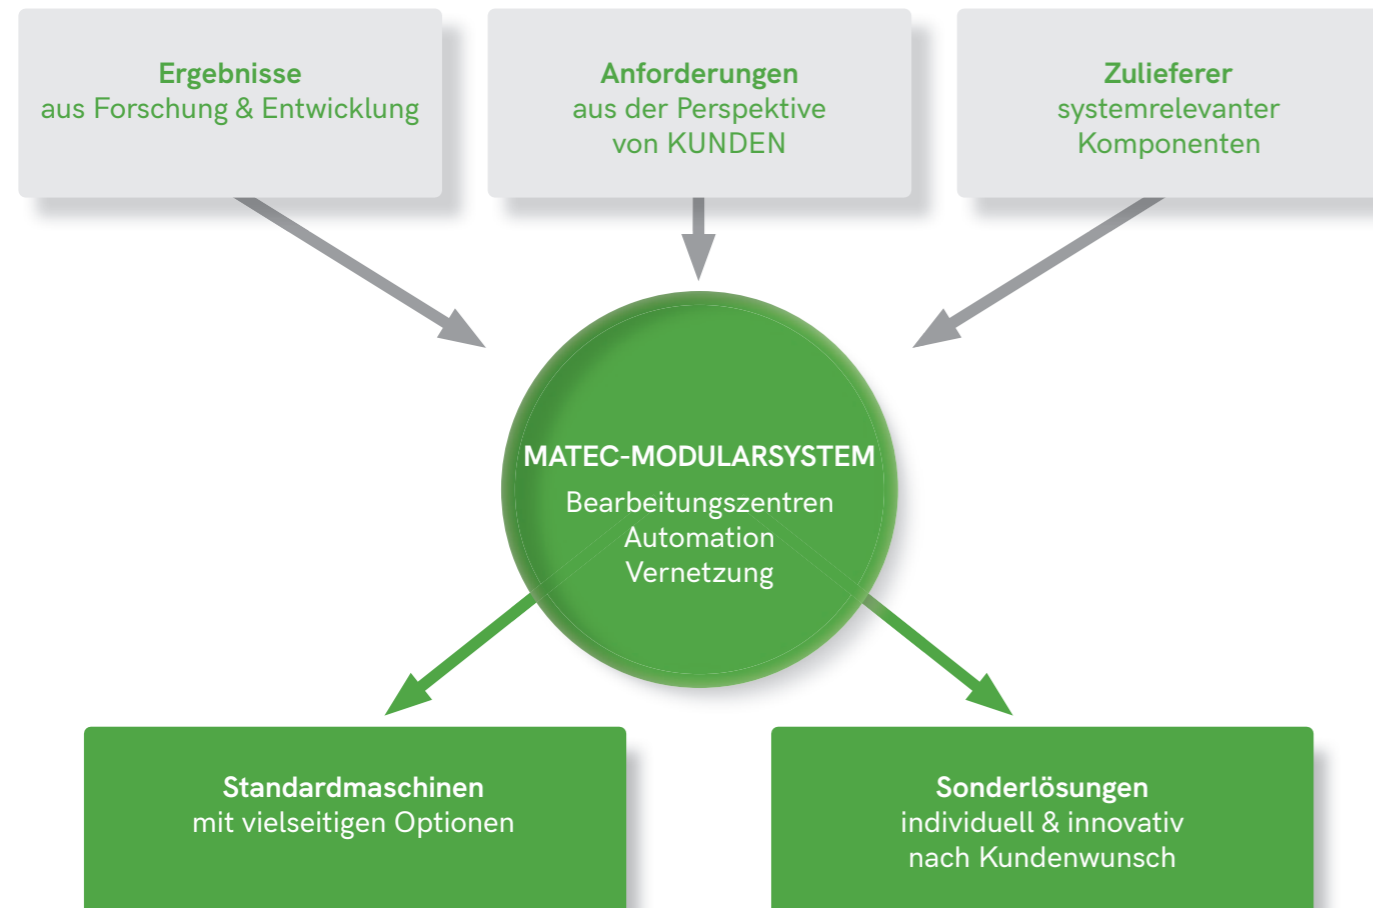 Ergebnisse
aus Forschung & Entwicklung
Anforderungen
aus der Perspektive
von KUNDEN
Zulieferer
systemrelevanter
Komponenten
MATEC-MODULARSYSTEM
Bearbeitungszentren
Automation
Vernetzung
Standardmaschinen
mit vielseitigen Optionen
Sonderlösungen
individuell & innovativ
nach Kundenwunsch